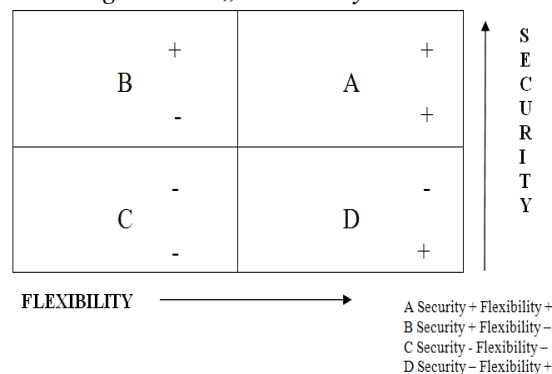 + +
B A
- +
- -
C D
- +
S
E
C
U
R
I
T
Y
FLEXIBILITY
A Security + Flexibility +
B Security + Flexibility –
C Security - Flexibility –
D Security – Flexibility +